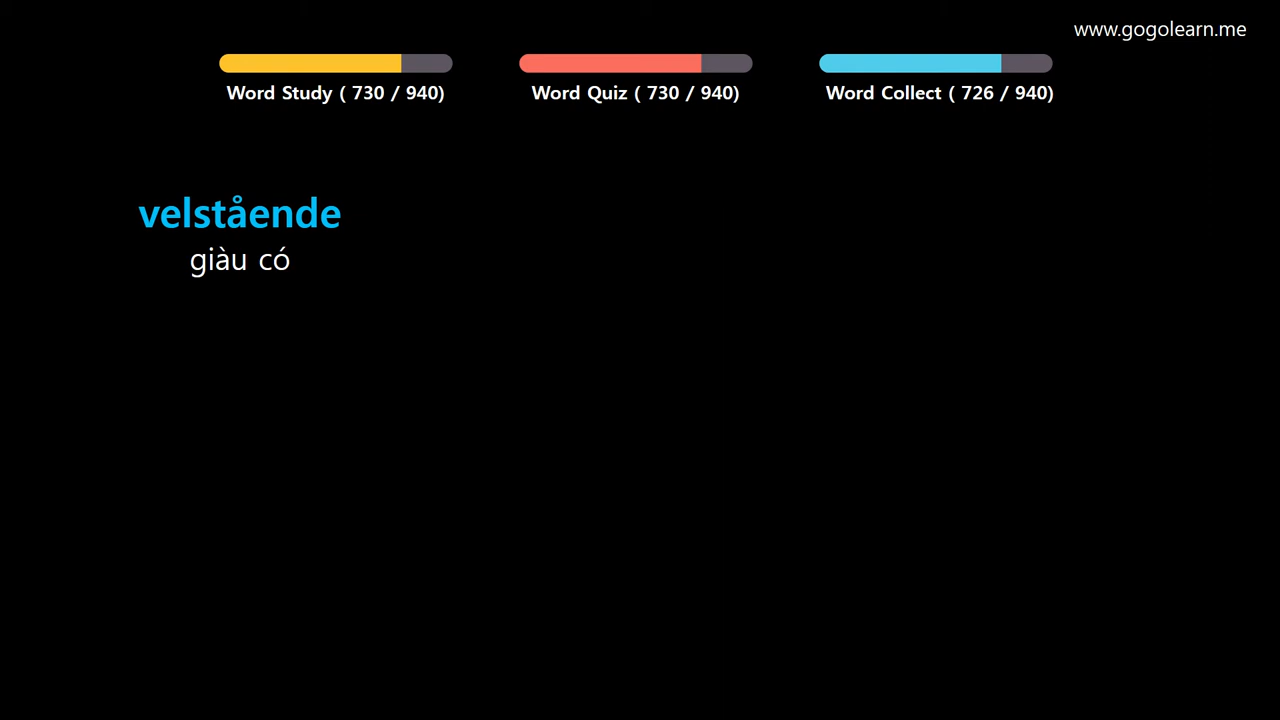 www.gogolearn.me
Word Study ( 730 / 940)
Word Quiz ( 730 / 940)
Word Collect ( 726 / 940)
velstående
giàu có